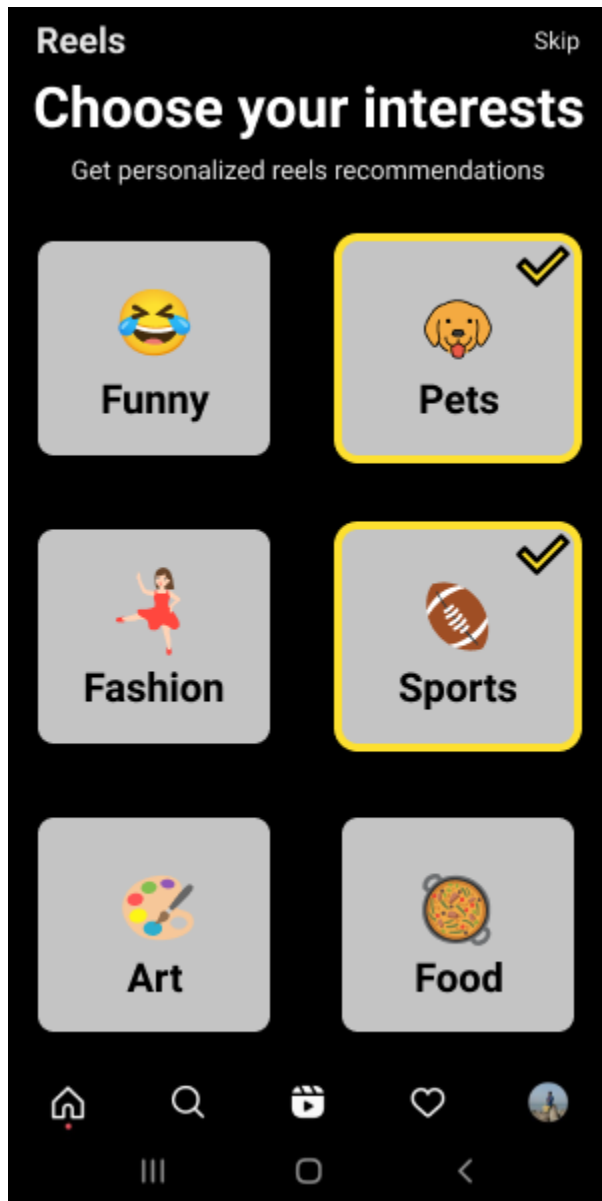 Reels
Skip
Choose your interests
Get personalized reels recommendations
Funny
Pets
Fashion
Sports
Art
Food